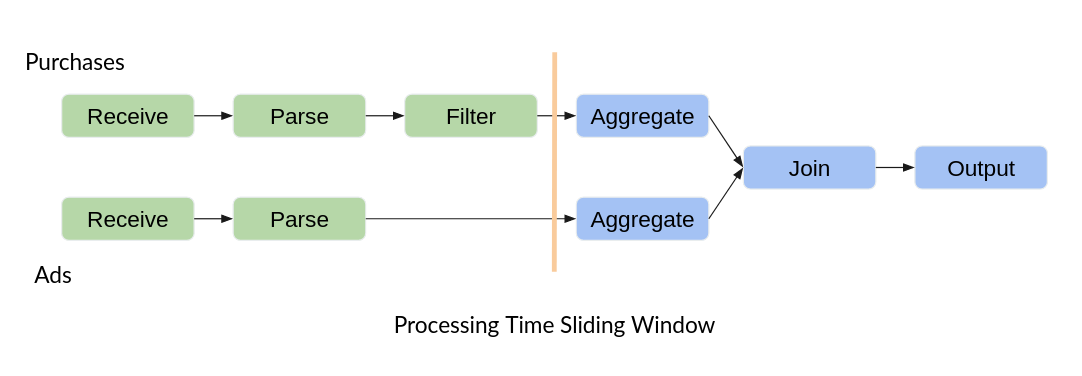 Purchases
Receive
Parse
Filter
Aggregate
Join
Output
Receive
Parse
Aggregate
Ads
Processing Time Sliding Window